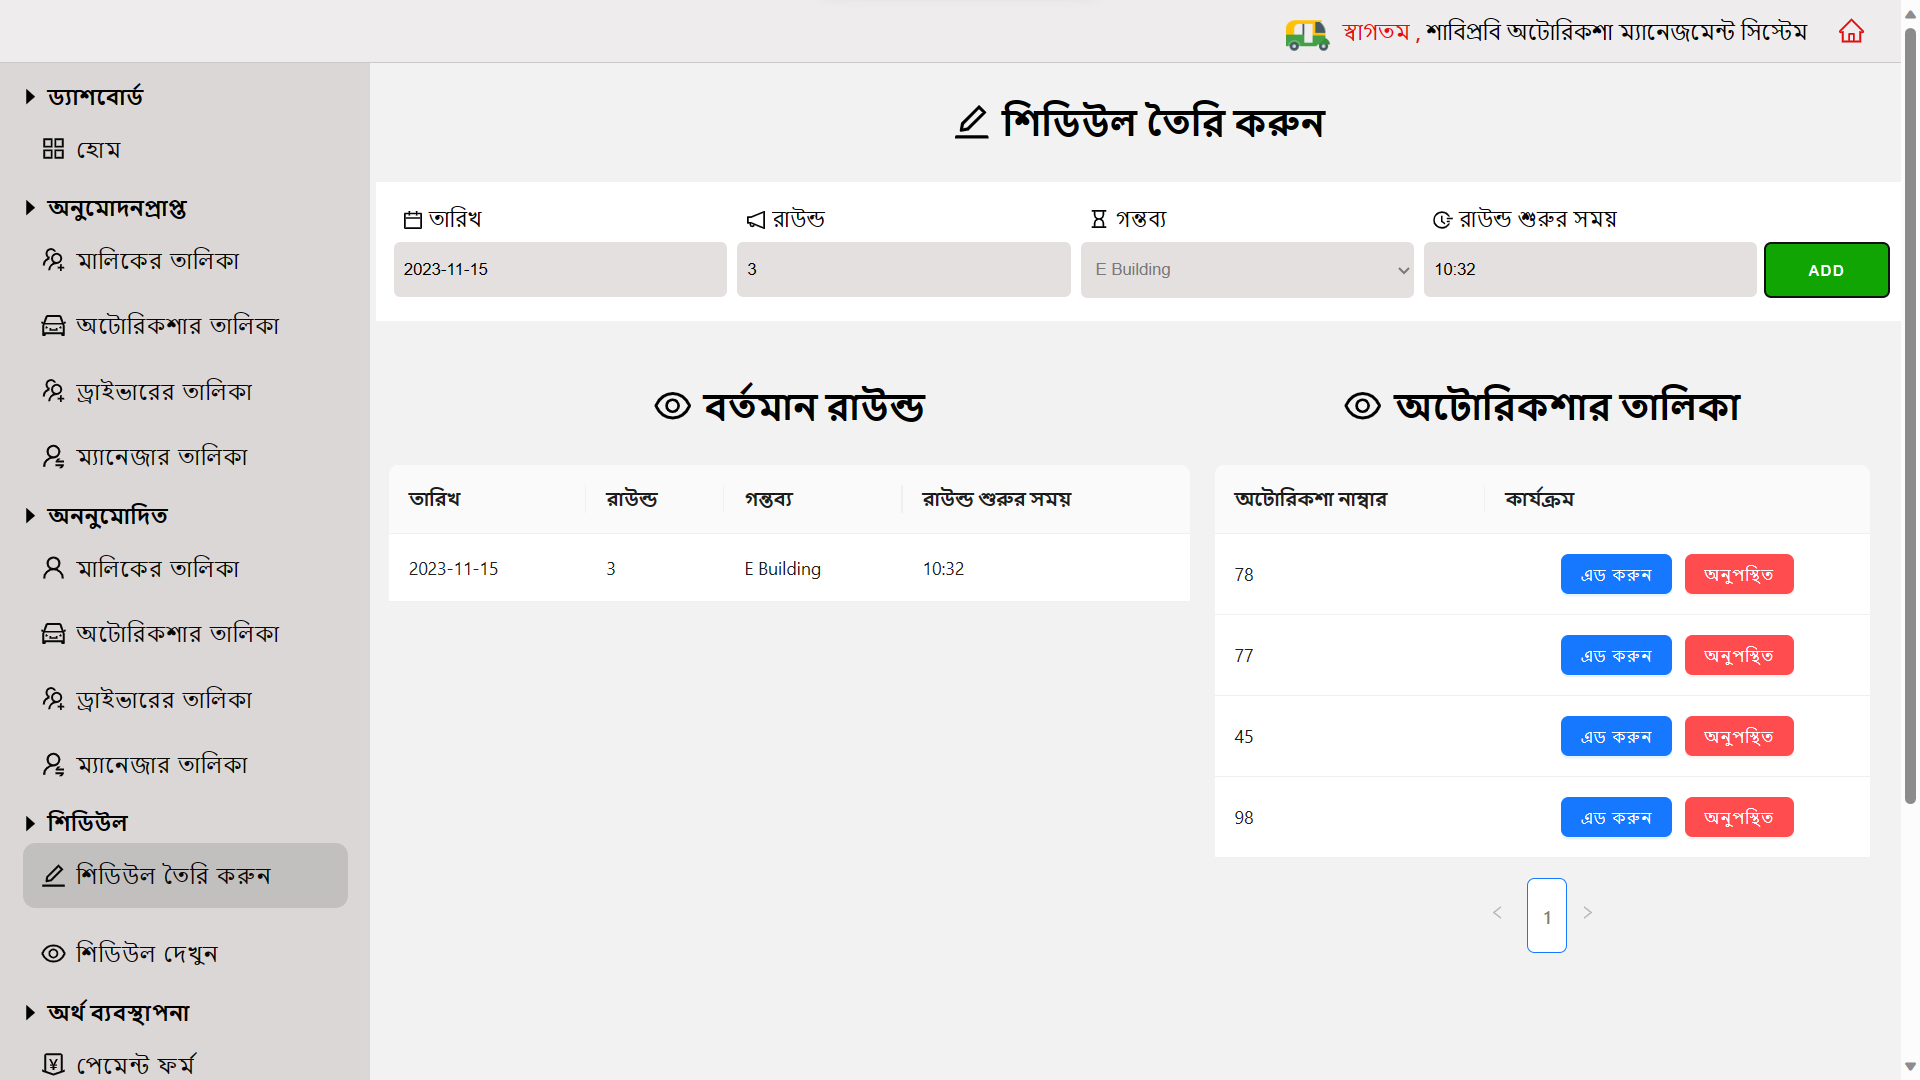 স্বাগতম , শাবিপ্রবি অটোরিকশা ম্যানেজমেন্ট সিস্টেম
ড্যাশবোর্ড
হোম
অনুমোদনপ্রাপ্ত
মালিকের তালিকা
অটোরিকশার তালিকা
ড্রাইভারের তালিকা
ম্যানেজার তালিকা
অননুমোদিত
মালিকের তালিকা
অটোরিকশার তালিকা
ড্রাইভারের তালিকা
ম্যানেজার তালিকা
শিডিউল
শিডিউল তৈরি করুন
শিডিউল দেখুন
অর্থ ব্যবস্থাপনা
পেমেন্ট ফর্ম
শিডিউল তৈরি করুন
তারিখ রাউন্ড গন্তব্য রাউন্ড শুরুর সময়
2023-11-15 3 E Building 10:32 ADD
বর্তমান রাউন্ড
তারিখ রাউন্ড গন্তব্য রাউন্ড শুরুর সময়
2023-11-15 3 E Building 10:32
অটোরিকশার তালিকা
অটোরিকশা নাম্বার কার্যক্রম
78 এড করুন অনুপস্থিত
77 এড করুন অনুপস্থিত
45 এড করুন অনুপস্থিত
98 এড করুন অনুপস্থিত
1